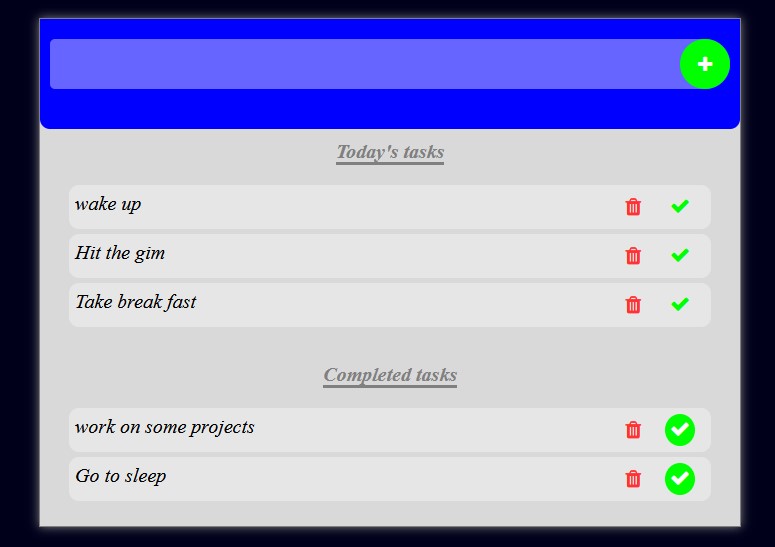 Today's tasks
wake up
Hit the gim
Take break fast
Completed tasks
work on some projects
Go to sleep